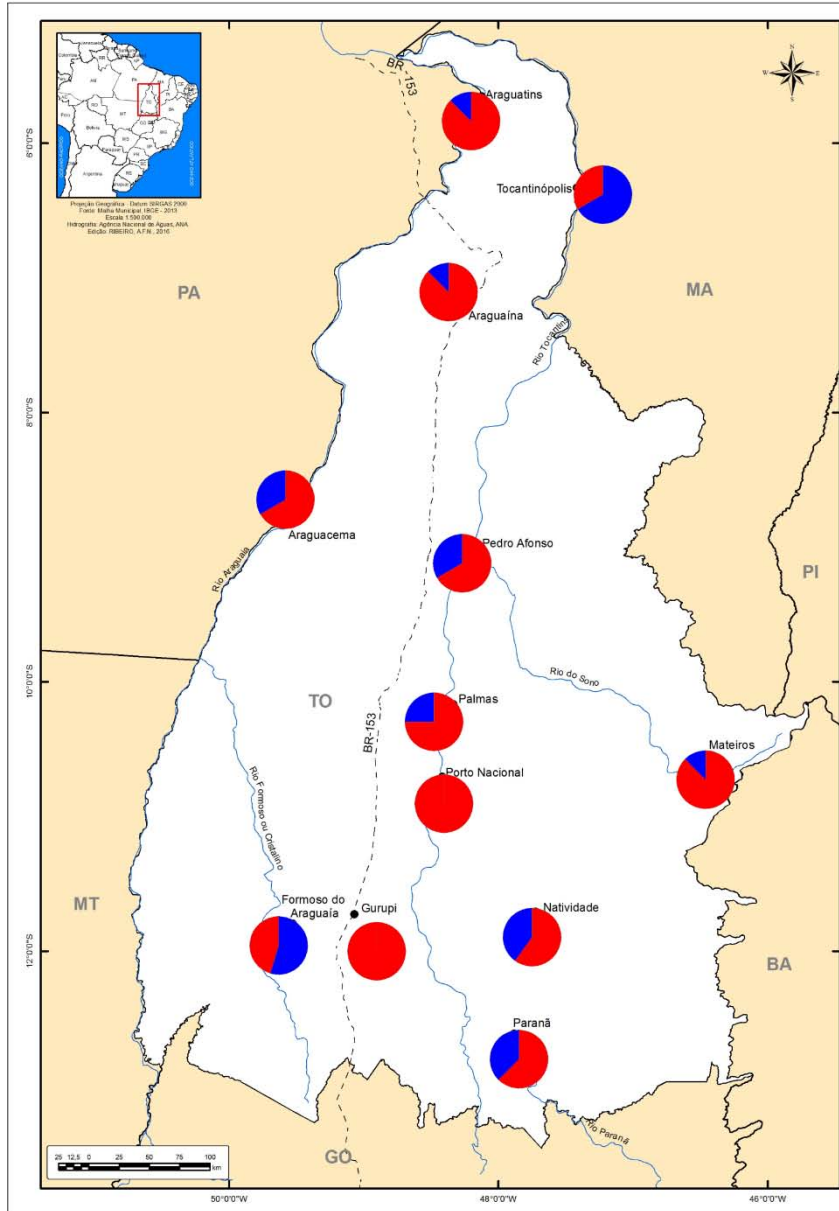 BR - 153
Araguatins
Tocantinópolis
Projeção Geográfica - Datum SIRGAS 2000
Fonte: Malha Municipal, IBGE - 2013
Escala 1:500.000
Hidrografia: Agência Nacional de Águas, ANA.
Edição: RIBEIRO, A.F.N., 2016
6°0'0"S
PA
MA
Araguaína
Rio Tocantins
8°0'0"S
Araguacema
Rio Araguaia
Pedro Afonso
PI
Rio do Sono
10°0'0"S
TO
Palmas
BR-153
Mateiros
Porto Nacional
Rio Formoso ou Cristalino
MT
Formoso do
Araguaía
Gurupi
Natividade
12°0'0"S
BA
Paranã
Rio Paranã
GO
25 12,5 0 25 50 75 100
km
50°0'0"W
48°0'0"W
46°0'0"W
N
W
E
S